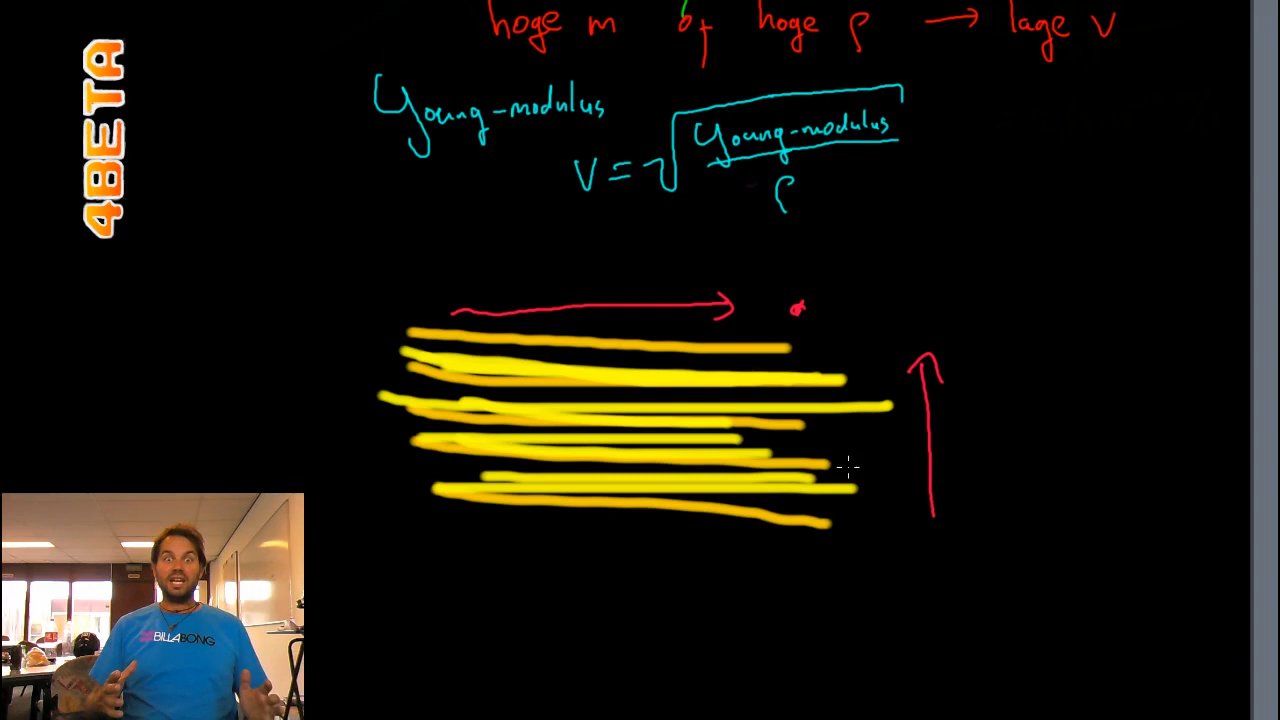 hoge m of hoge ρ → lage v
Young-modulus
v = √
Young-modulus
ρ
4BETA
BILLABONG